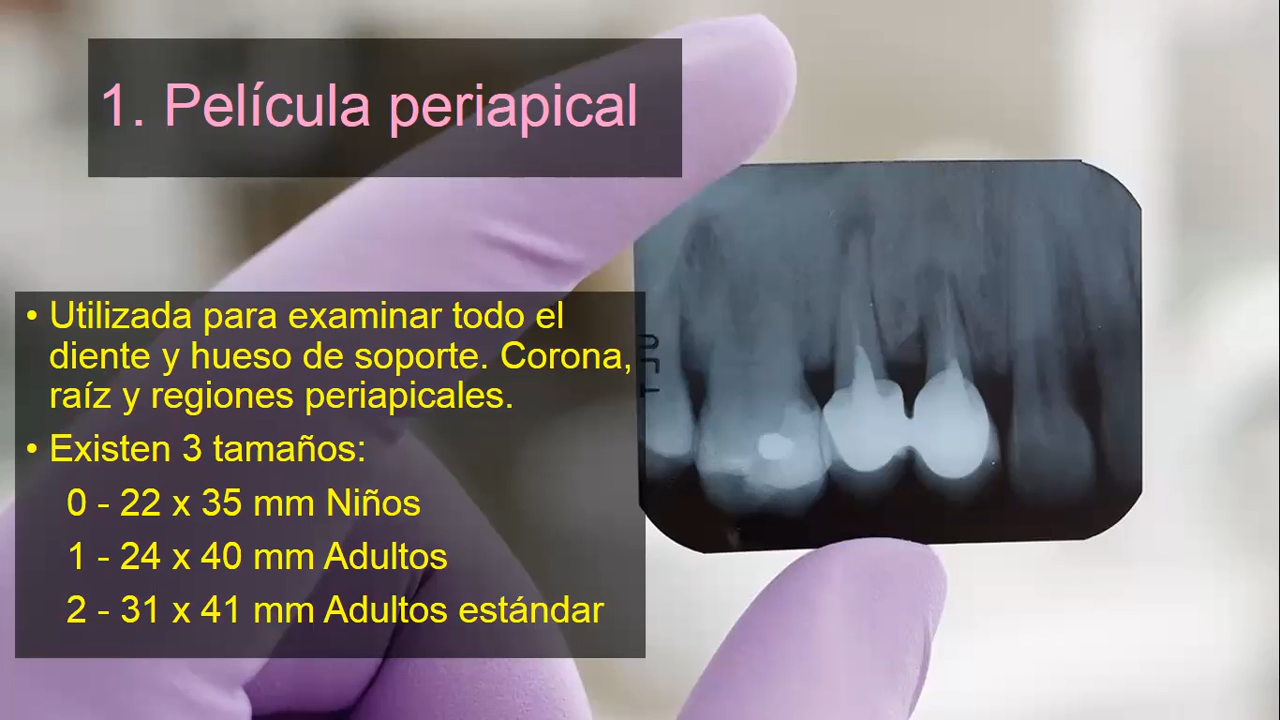 1. Película periapical
• Utilizada para examinar todo el
diente y hueso de soporte. Corona,
raíz y regiones periapicales.
• Existen 3 tamaños:
0 - 22 x 35 mm Niños
1 - 24 x 40 mm Adultos
2 - 31 x 41 mm Adultos estándar